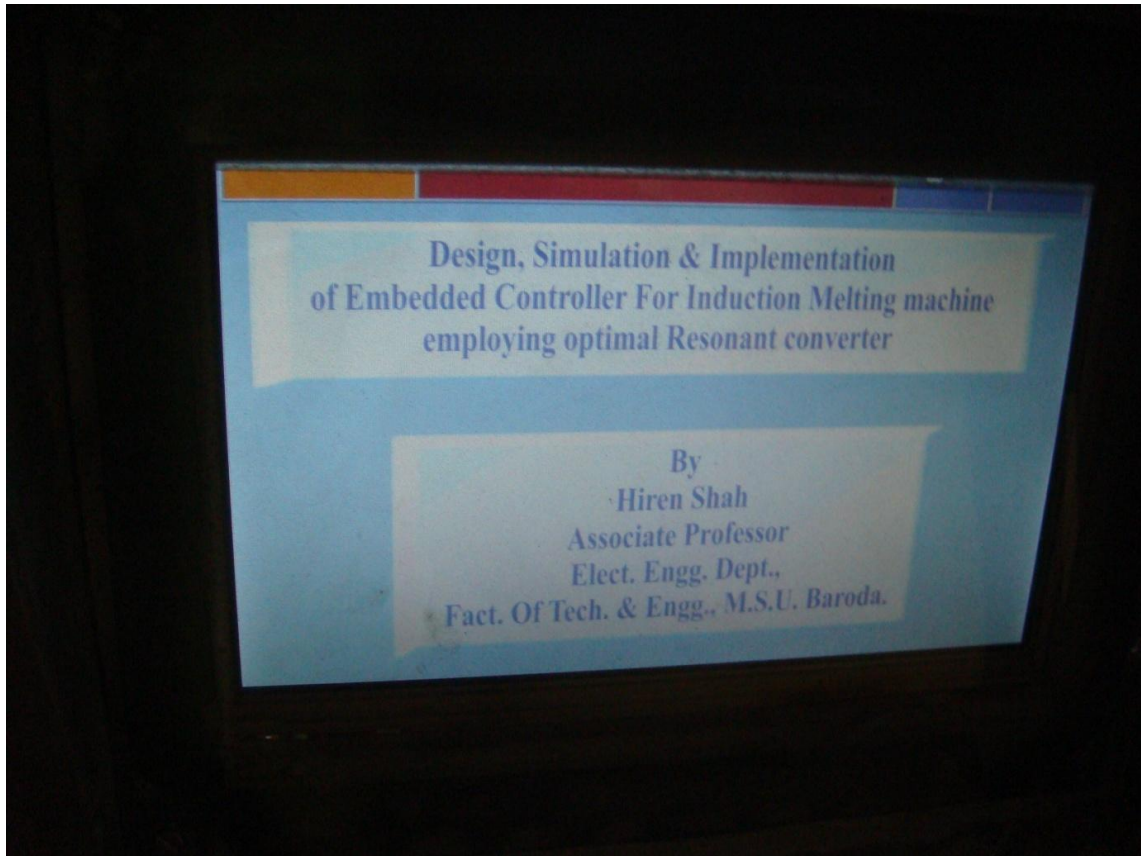 Design, Simulation & Implementation
of Embedded Controller For Induction Melting machine
employing optimal Resonant converter
By
Hiren Shah
Associate Professor
Elect. Engg. Dept.,
Fact. Of Tech. & Engg., M.S.U. Baroda.